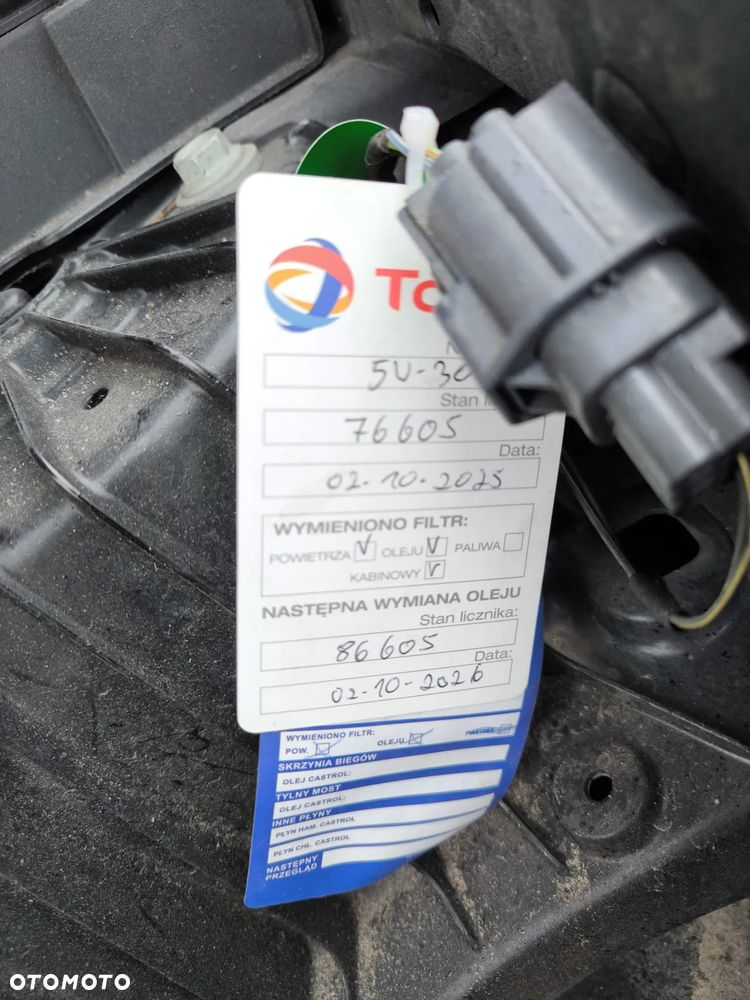 5W-30
Stan
76605
Data:
02-10-2025
WYMIENIONO FILTR:
POWIETRZA V OLEJU V PALIWA
KABINOWY V
NASTĘPNA WYMIANA OLEJU
Stan licznika:
86605
Data:
02-10-2026
WYMIENIONO FILTR:
POW. OLEJU
SKRZYNIA BIEGÓW
OLEJ CASTROL:
TYLNY MOST
OLEJ CASTROL:
INNE PŁYNY
PŁYN HAM. CASTROL
PŁYN CHŁ. CASTROL
NASTĘPNY
PRZEGLĄD
OTOMOTO